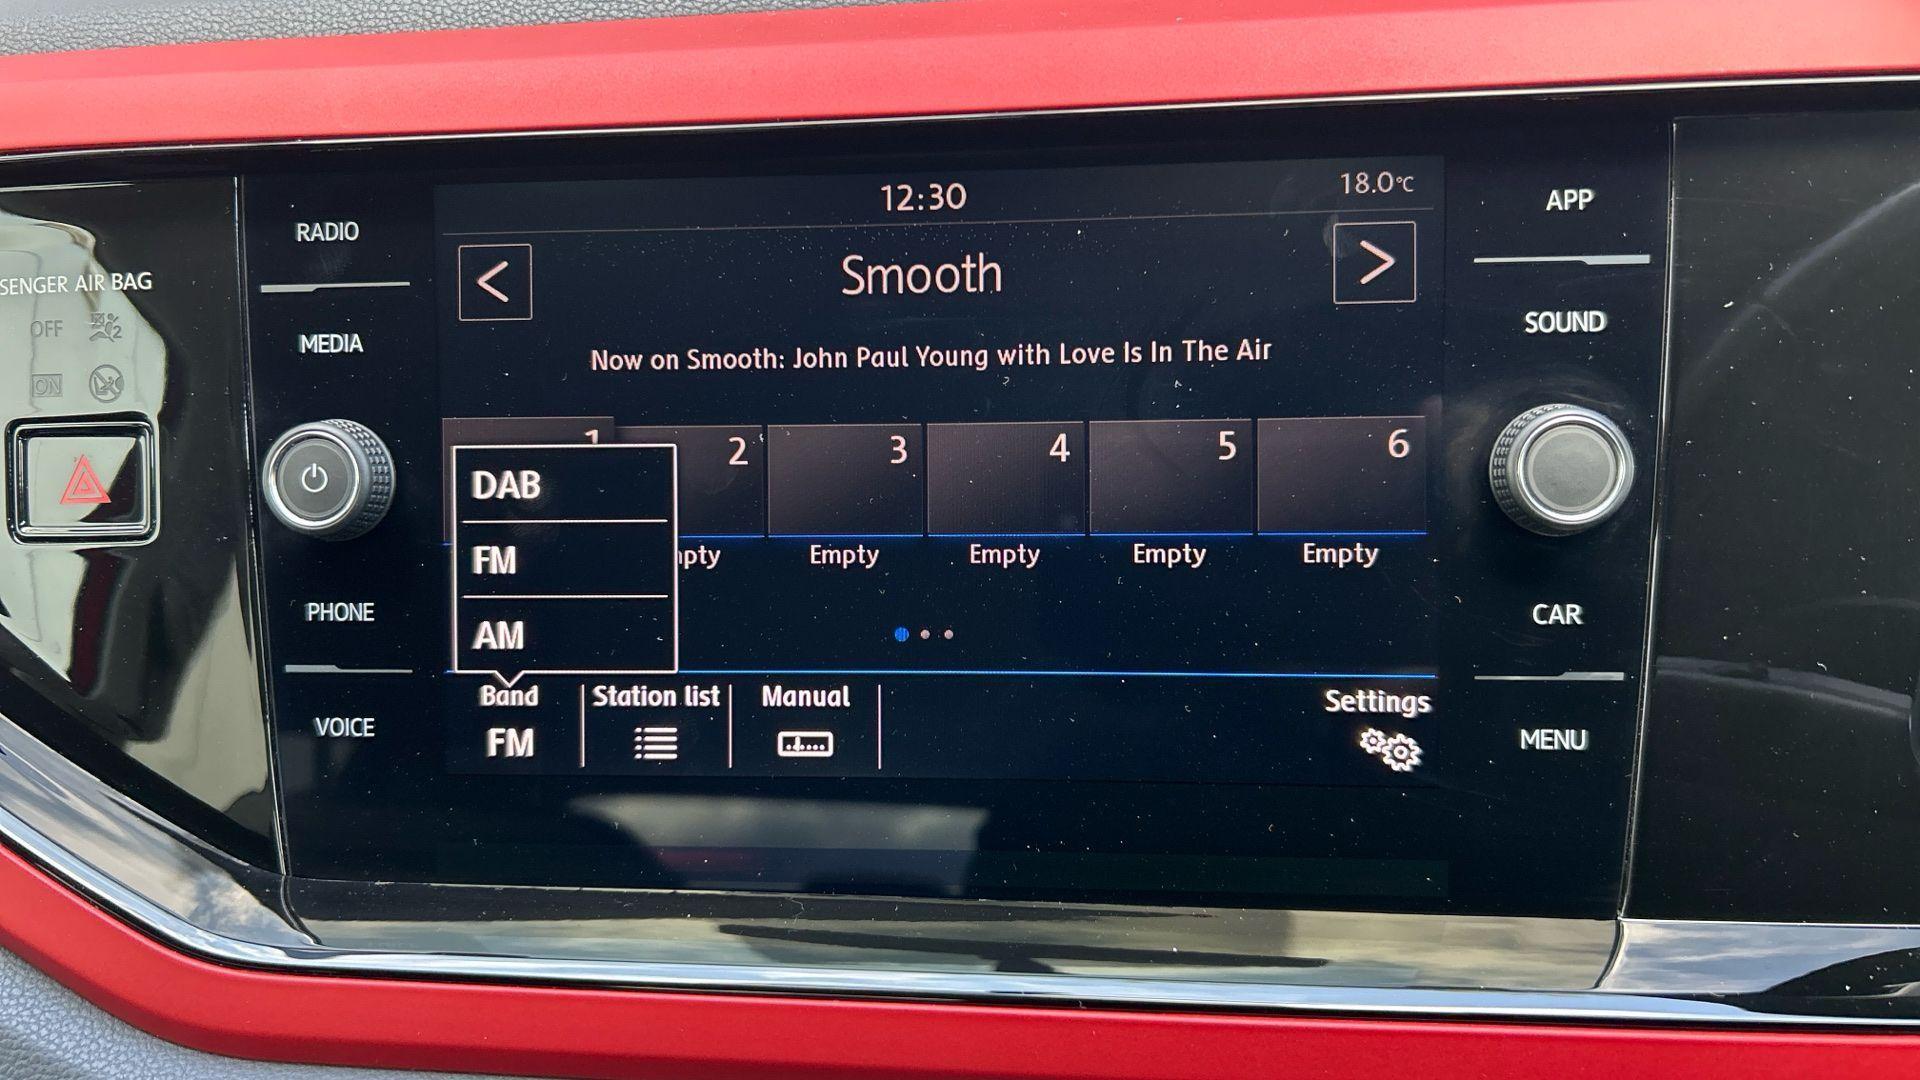 SENGER AIR BAG
OFF
ON
RADIO
MEDIA
PHONE
VOICE
12:30
18.0°C
<
Smooth
>
Now on Smooth: John Paul Young with Love Is In The Air
1
2
3
4
5
6
DAB
FM
AM
mpty
Empty
Empty
Empty
Empty
Band
FM
Station list
Manual
Settings
APP
SOUND
CAR
MENU